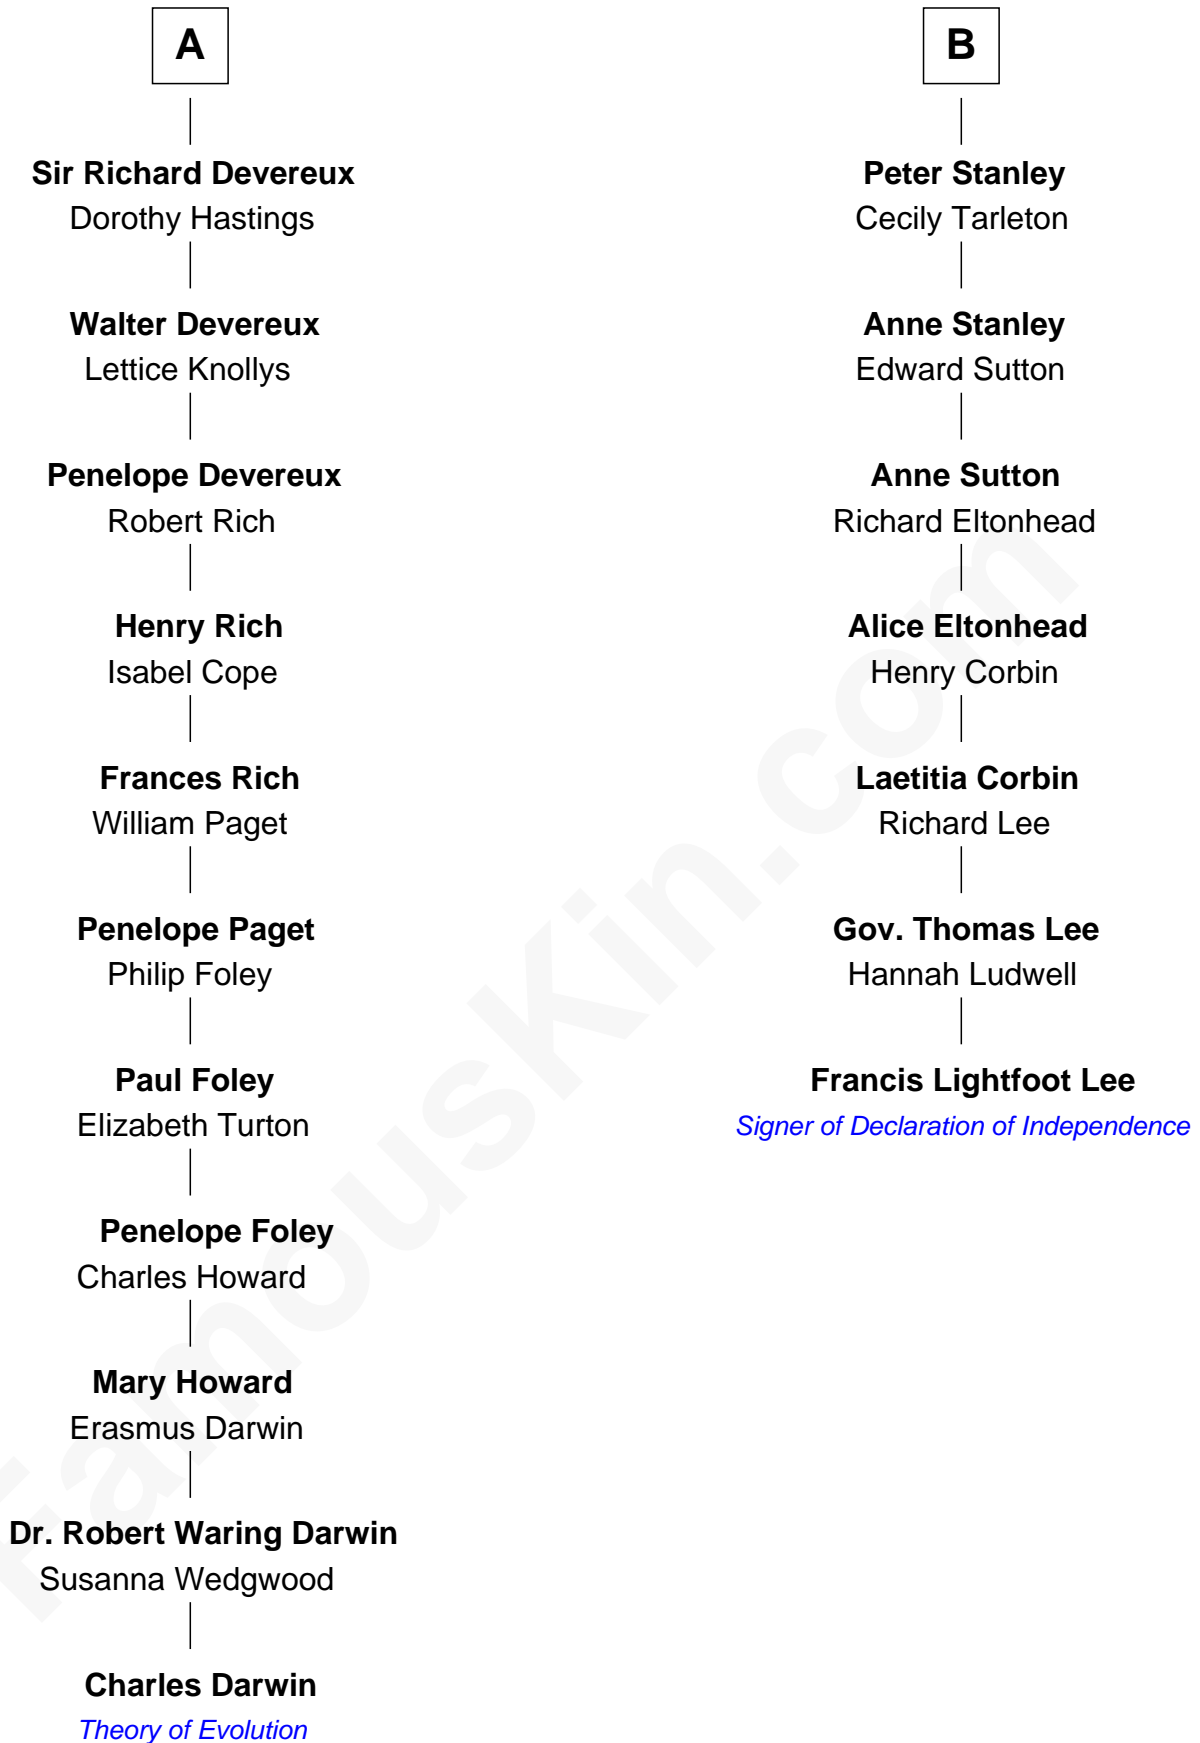 A
Sir Richard Devereux
Dorothy Hastings
Walter Devereux
Lettice Knollys
Penelope Devereux
Robert Rich
Henry Rich
Isabel Cope
Frances Rich
William Paget
Penelope Paget
Philip Foley
Paul Foley
Elizabeth Turton
Penelope Foley
Charles Howard
Mary Howard
Erasmus Darwin
Dr. Robert Waring Darwin
Susanna Wedgwood
Charles Darwin
Theory of Evolution
B
Peter Stanley
Cecily Tarleton
Anne Stanley
Edward Sutton
Anne Sutton
Richard Eltonhead
Alice Eltonhead
Henry Corbin
Laetitia Corbin
Richard Lee
Gov. Thomas Lee
Hannah Ludwell
Francis Lightfoot Lee
Signer of Declaration of Independence
FamousKin.com